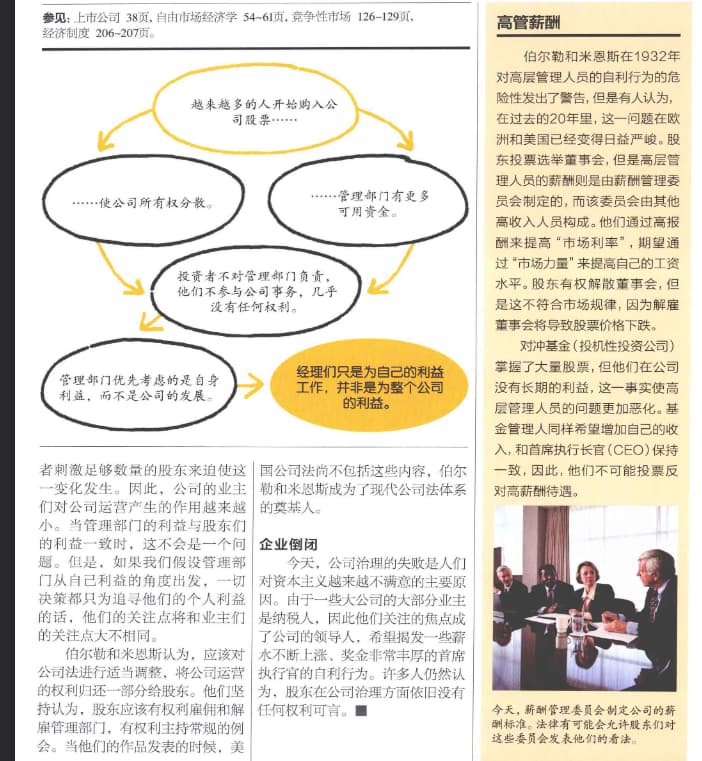 参见: 上市公司 38页, 自由市场经济学 54~61页, 竞争性市场 126~129页,
经济制度 206~207页。
越来越多的人开始购入公
司股票……
……使公司所有权分散。
……管理部门有更多
可用资金。
投资者不对管理部门负责,
他们不参与公司事务, 几乎
没有任何权利。
管理部门优先考虑的是自身
利益, 而不是公司的发展。
经理们只是为自己的利益
工作, 并非是为整个公司
的利益。
者刺激足够数量的股东来迫使这
一变化发生。因此, 公司的业主
们对公司运营产生的作用越来越
小。当管理部门的利益与股东们
的利益一致时, 这不会是一个问
题。但是, 如果我们假设管理部
门从自己利益的角度出发, 一切
决策都只为追寻他们的个人利益
的话, 他们的关注点将和业主们
的关注点大不相同。
伯尔勒和米恩斯认为, 应该对
公司法进行适当调整, 将公司运营
的权利归还一部分给股东。他们坚
持认为, 股东应该有权利雇佣和解
雇管理部门, 有权利主持常规的例
会。当他们的作品发表的时候, 美
国公司法尚不包括这些内容, 伯尔
勒和米恩斯成为了现代公司法体系
的奠基人。
企业倒闭
今天, 公司治理的失败是人们
对资本主义越来越不满意的主要原
因。由于一些大公司的大部分业主
是纳税人, 因此他们关注的焦点成
了公司的领导人, 希望揭发一些薪
水不断上涨、奖金非常丰厚的首席
执行官的自利行为。许多人仍然认
为, 股东在公司治理方面依旧没有
任何权利可言。■
高管薪酬
伯尔勒和米恩斯在1932年
对高层管理人员的自利行为的危
险性发出了警告, 但是有人认为,
在过去的20年里, 这一问题在欧
洲和美国已经变得日益严峻。股
东投票选举董事会, 但是高层管
理人员的薪酬则是由薪酬管理委
员会制定的, 而该委员会由其他
高收入人员构成。他们通过高报
酬来提高“市场利率”, 期望通
过“市场力量”来提高自己的工资
水平。股东有权解散董事会, 但
是这不符合市场规律, 因为解雇
董事会将导致股票价格下跌。
对冲基金(投机性投资公司)
掌握了大量股票, 但他们在公司
没有长期的利益, 这一事实使高
层管理人员的问题更加恶化。基
金管理人同样希望增加自己的收
入, 和首席执行长官(CEO)保持
一致, 因此, 他们不可能投票反
对高薪酬待遇。
今天, 薪酬管理委员会制定公司的薪
酬标准。法律有可能会允许股东们对
这些委员会发表他们的看法。